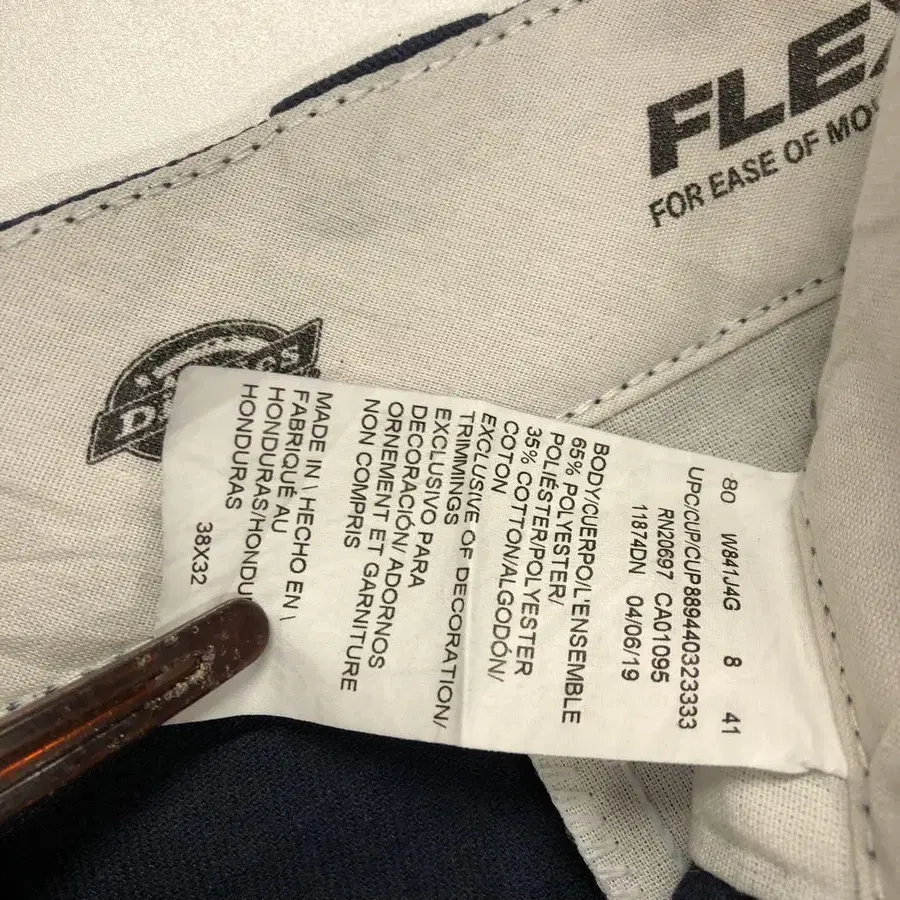 FLEX
FOR EASE OF MO
80 W841J4G 8 41
UPC/CUP/CUP889440323333
RN20697 CA01095
11874DN 04/06/19
BODY/CUERPO/L'ENSEMBLE
65% POLYESTER/
POLIÉSTER/POLYESTER
35% COTTON/ALGODÓN/
COTON
EXCLUSIVE OF DECORATION/
TRIMMINGS
EXCLUSIVO PARA
DECORACIÓN/ ADORNOS
ORNEMENT ET GARNITURE
NON COMPRIS
MADE IN \ HECHO EN \
FABRIQUÉ AU
HONDURAS/HONDU
HONDURAS
38X32